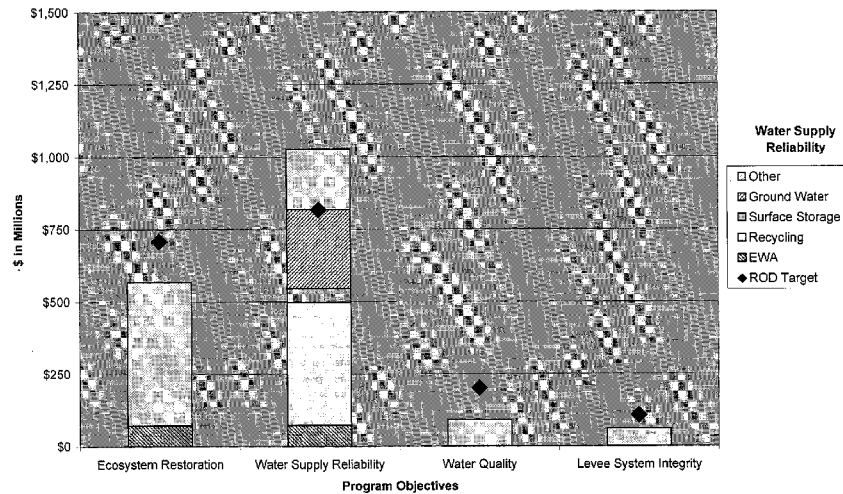 $1,500
$1,250
$1,000
$750
$500
$250
$0
$ in Millions
Ecosystem Restoration
Water Supply Reliability
Water Quality
Levee System Integrity
Program Objectives
Water Supply
Reliability
Other
Ground Water
Surface Storage
Recycling
EWA
ROD Target